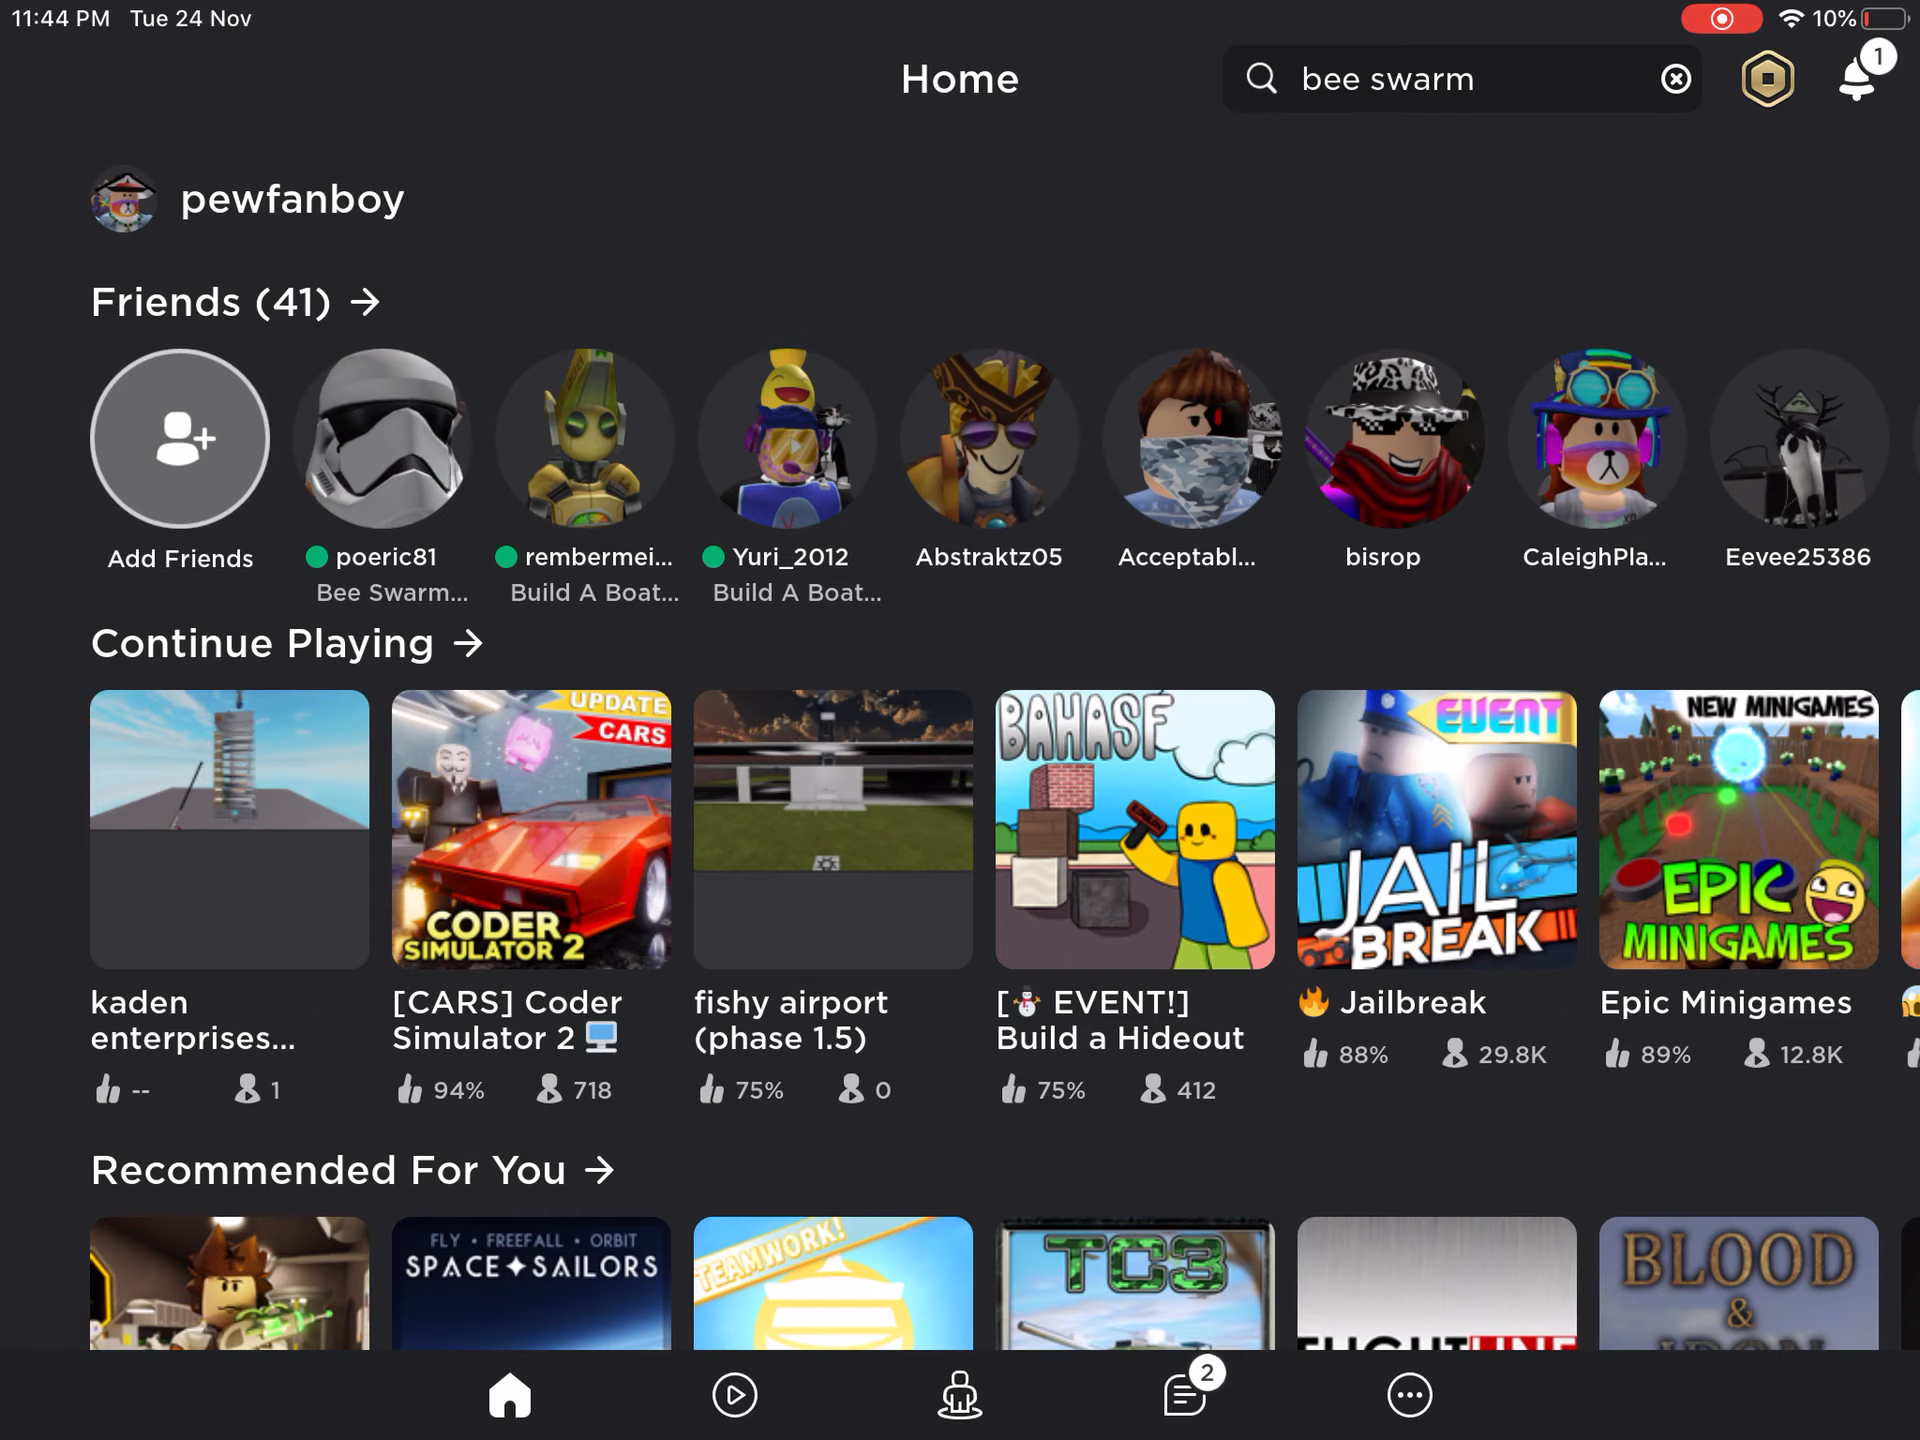 11:44 PM Tue 24 Nov
10%
Home
bee swarm
1
pewfanboy
Friends (41) →
Add Friends
poeric81
Bee Swarm...
rembermei...
Build A Boat...
Yuri_2012
Build A Boat...
Abstraktz05
Acceptabl...
bisrop
CaleighPla...
Eevee25386
Continue Playing →
UPDATE
CARS
CODER
SIMULATOR 2
BAHASF
EVENT
JAIL
BREAK
NEW MINIGAMES
EPIC
MINIGAMES
kaden
enterprises...
-- 1
[CARS] Coder
Simulator 2 🖥️
94% 718
fishy airport
(phase 1.5)
75% 0
[⛄ EVENT!]
Build a Hideout
75% 412
🔥 Jailbreak
88% 29.8K
Epic Minigames
89% 12.8K
Recommended For You →
FLY • FREEFALL • ORBIT
SPACE✦SAILORS
TEAMWORK!
TC3
BLOOD
&
2